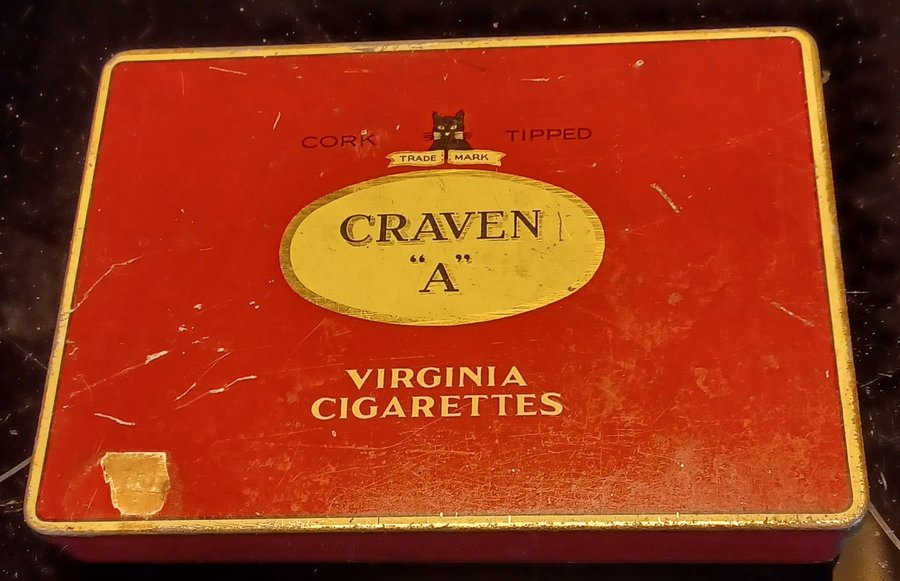 CORK TIPPED
TRADE MARK
CRAVEN
“A”
VIRGINIA
CIGARETTES